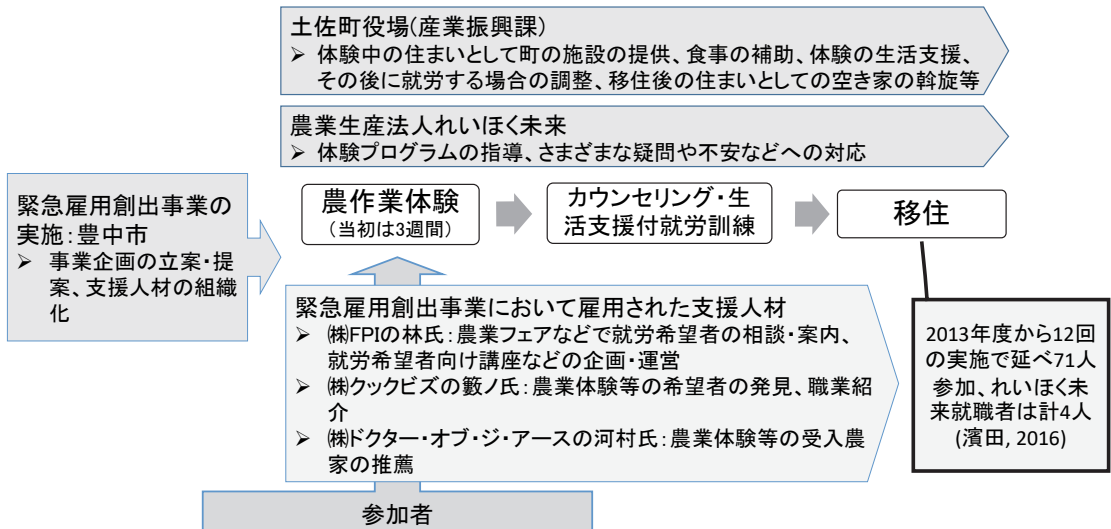 土佐町役場(産業振興課)
➢ 体験中の住まいとして町の施設の提供、食事の補助、体験の生活支援、
その後に就労する場合の調整、移住後の住まいとしての空き家の斡旋等
農業生産法人れいほく未来
➢ 体験プログラムの指導、さまざまな疑問や不安などへの対応
緊急雇用創出事業の
実施:豊中市
➢ 事業企画の立案・提
案、支援人材の組織
化
農作業体験
(当初は3週間)
カウンセリング・生
活支援付就労訓練
移住
緊急雇用創出事業において雇用された支援人材
➢ ㈱FPIの林氏:農業フェアなどで就労希望者の相談・案内、
就労希望者向け講座などの企画・運営
➢ ㈱クックビズの籔ノ氏:農業体験等の希望者の発見、職業紹
介
➢ ㈱ドクター・オブ・ジ・アースの河村氏:農業体験等の受入農
家の推薦
2013年度から12回
の実施で延べ71人
参加、れいほく未
来就職者は計4人
(濱田, 2016)
参加者